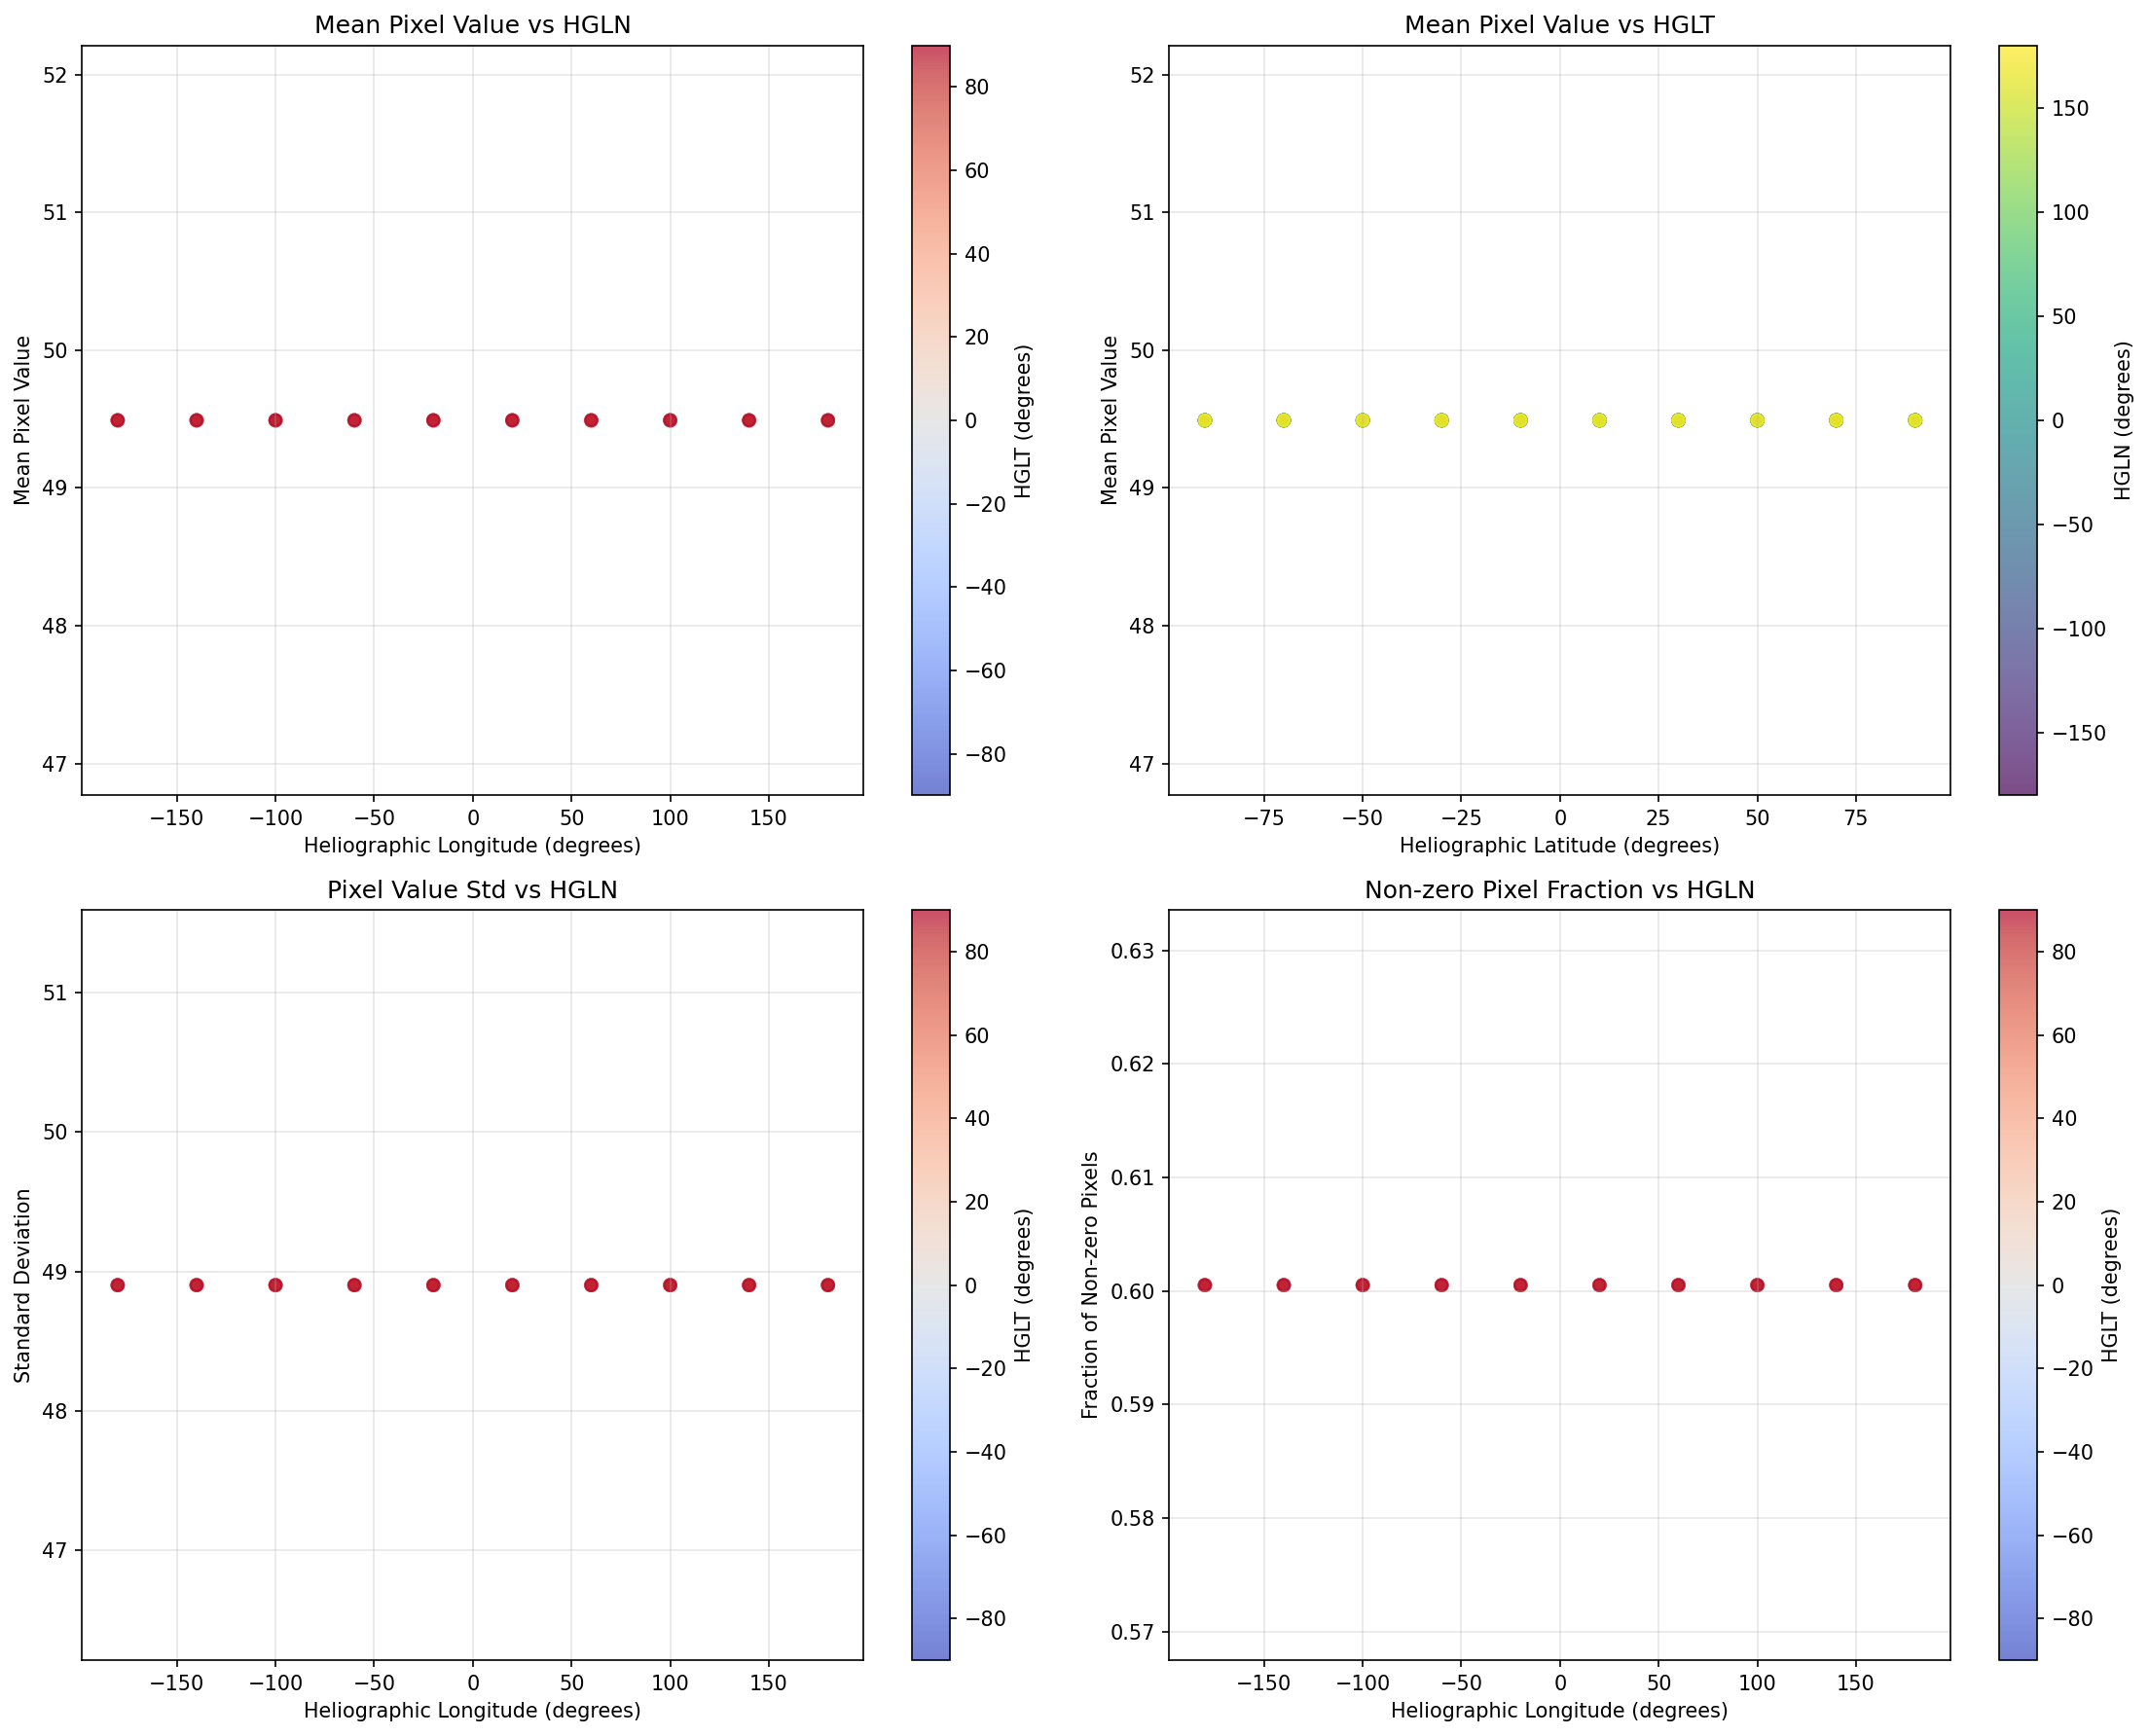 Mean Pixel Value vs HGLN
52
51
50
49
48
47
Mean Pixel Value
−150 −100 −50 0 50 100 150
Heliographic Longitude (degrees)
80
60
40
20
0
−20
−40
−60
−80
HGLT (degrees)
Mean Pixel Value vs HGLT
52
51
50
49
48
47
Mean Pixel Value
−75 −50 −25 0 25 50 75
Heliographic Latitude (degrees)
150
100
50
0
−50
−100
−150
HGLN (degrees)
Pixel Value Std vs HGLN
51
50
49
48
47
Standard Deviation
−150 −100 −50 0 50 100 150
Heliographic Longitude (degrees)
80
60
40
20
0
−20
−40
−60
−80
HGLT (degrees)
Non-zero Pixel Fraction vs HGLN
0.63
0.62
0.61
0.60
0.59
0.58
0.57
Fraction of Non-zero Pixels
−150 −100 −50 0 50 100 150
Heliographic Longitude (degrees)
80
60
40
20
0
−20
−40
−60
−80
HGLT (degrees)